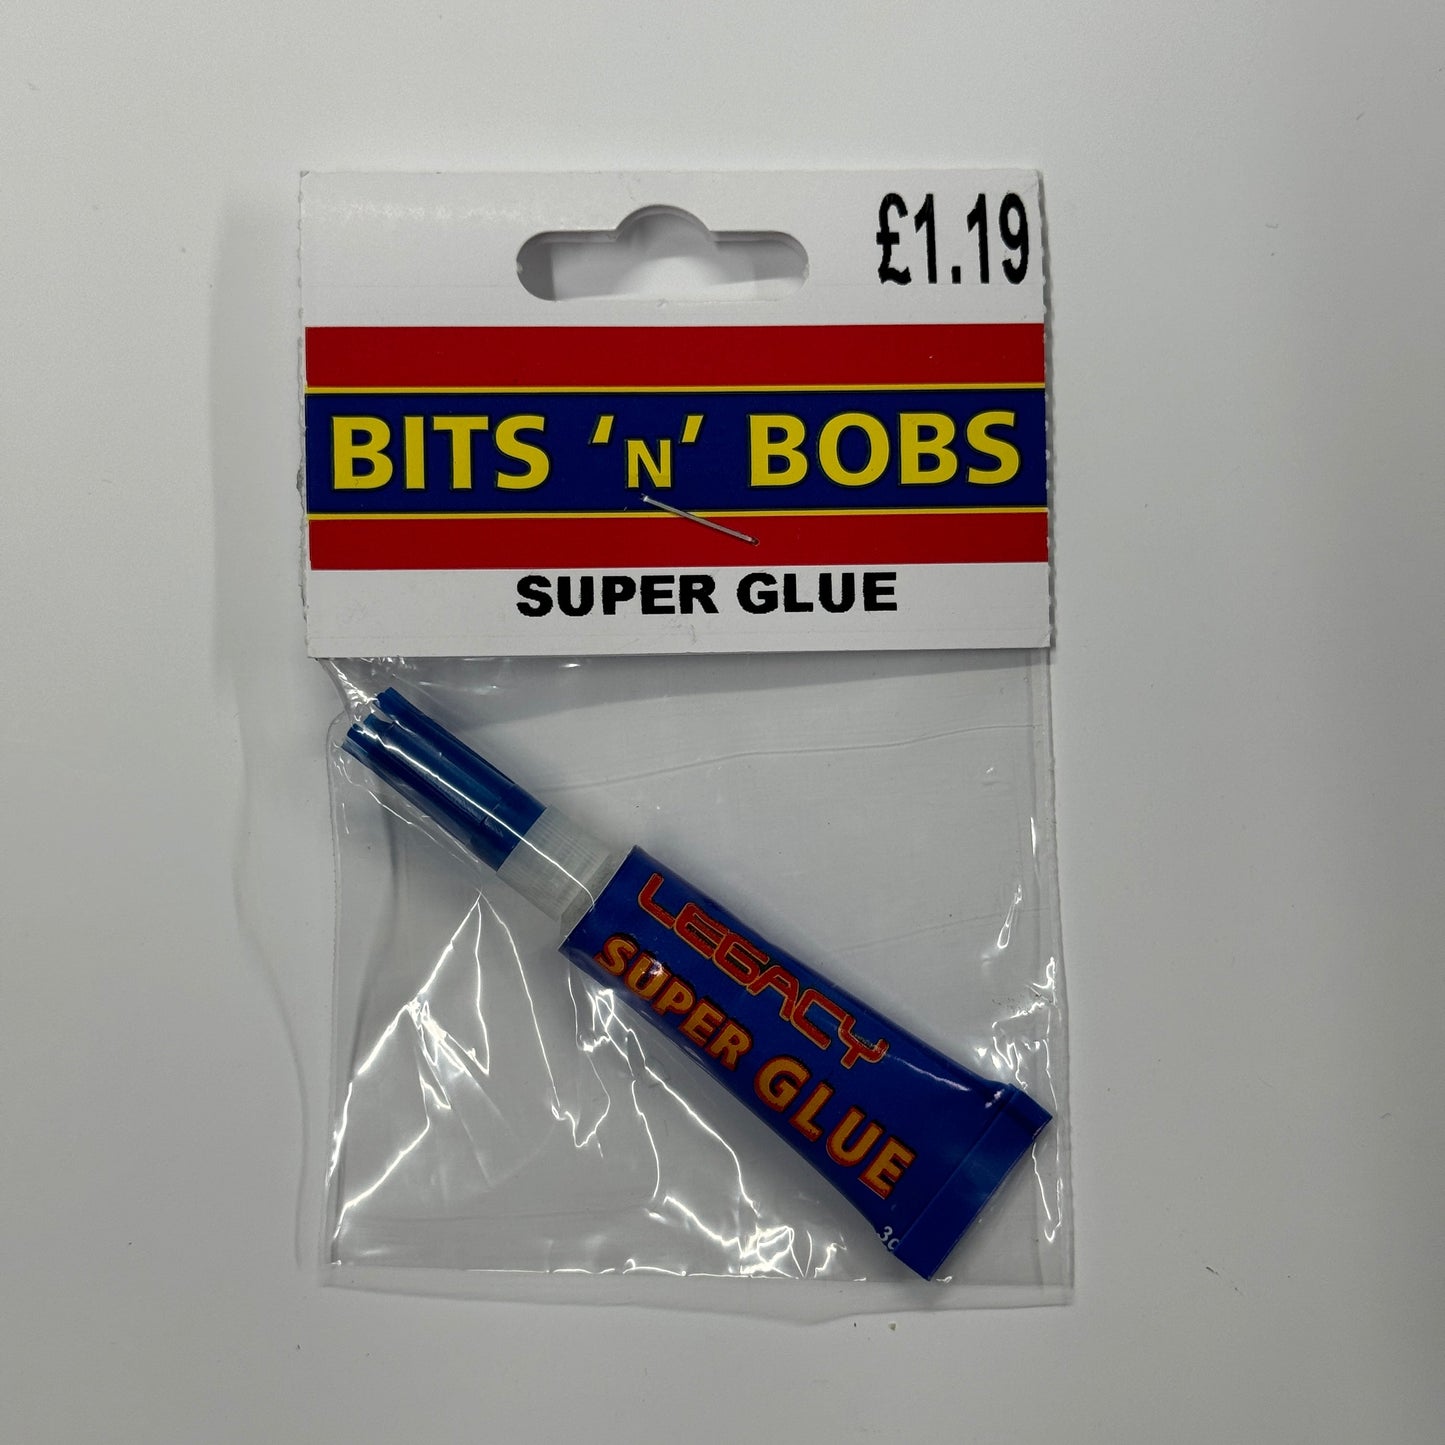 £1.19
BITS ‘N’ BOBS
SUPER GLUE
LEGACY
SUPER GLUE